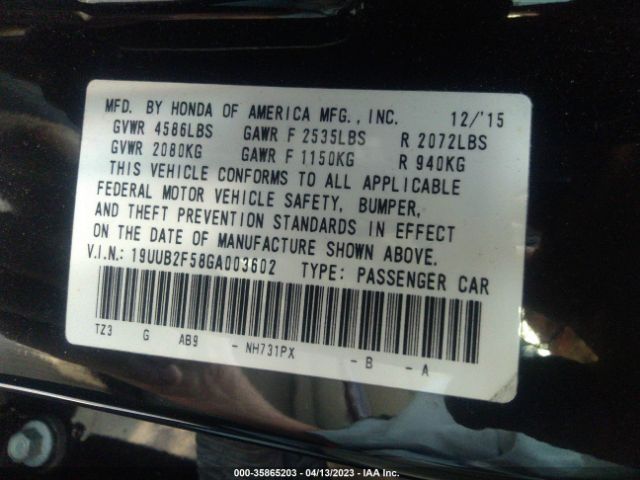 MFD. BY HONDA OF AMERICA MFG., INC. 12/'15
GVWR 4586LBS GAWR F 2535LBS R 2072LBS
GVWR 2080KG GAWR F 1150KG R 940KG
THIS VEHICLE CONFORMS TO ALL APPLICABLE
FEDERAL MOTOR VEHICLE SAFETY, BUMPER,
AND THEFT PREVENTION STANDARDS IN EFFECT
ON THE DATE OF MANUFACTURE SHOWN ABOVE.
V.I.N.: 19UUB2F58GA003602 TYPE: PASSENGER CAR
TZ3 G AB9 - NH731PX - B - A
000-35865203 - 04/13/2023 - IAA Inc.